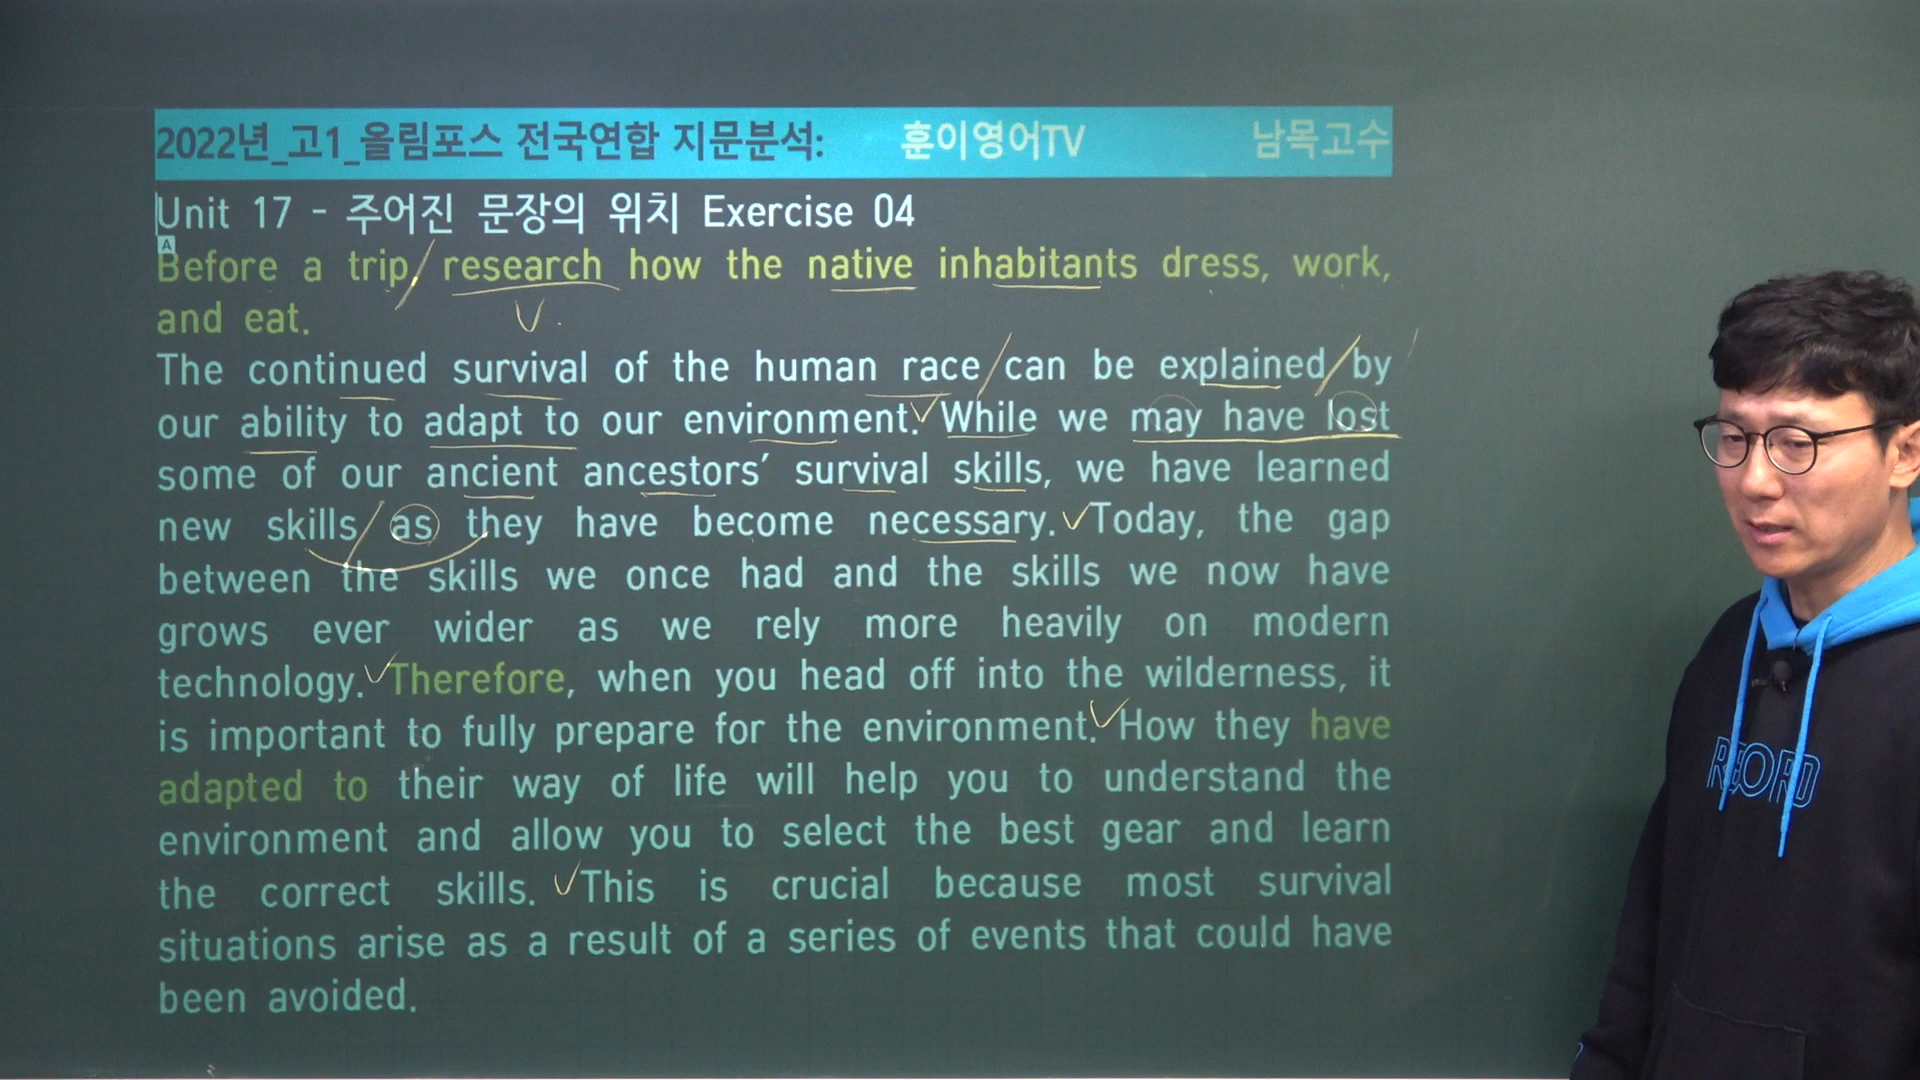 2022년_고1_올림포스 전국연합 지문분석: 훈이영어TV 남목고수
Unit 17 - 주어진 문장의 위치 Exercise 04
A
Before a trip, research how the native inhabitants dress, work,
and eat.
The continued survival of the human race can be explained by
our ability to adapt to our environment. While we may have lost
some of our ancient ancestors’ survival skills, we have learned
new skills as they have become necessary. Today, the gap
between the skills we once had and the skills we now have
grows ever wider as we rely more heavily on modern
technology. Therefore, when you head off into the wilderness, it
is important to fully prepare for the environment. How they have
adapted to their way of life will help you to understand the
environment and allow you to select the best gear and learn
the correct skills. This is crucial because most survival
situations arise as a result of a series of events that could have
been avoided.